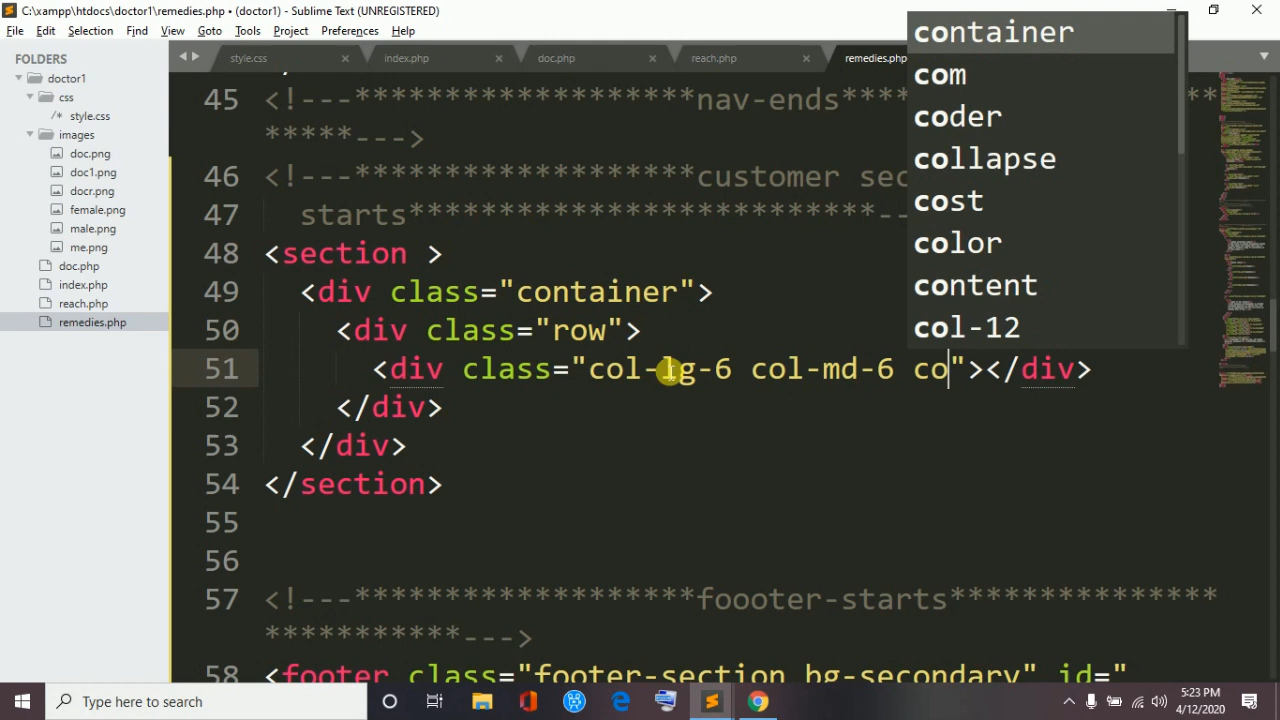 C:\xampp\htdocs\doctor1\remedies.php • (doctor1) - Sublime Text (UNREGISTERED)
File Edit Selection Find View Goto Tools Project Preferences Help
FOLDERS
doctor1
css
/* style.css
images
doc.png
doc1.png
docr.png
female.png
male.png
me.png
doc.php
index.php
reach.php
remedies.php
style.css index.php doc.php reach.php remedies.php
45 <!---*******************nav-ends****
*****--->
46 <!---*******************customer sec
47 starts**************************--
48 <section >
49 <div class="container">
50 <div class="row">
51 <div class="col-lg-6 col-md-6 co"></div>
52 </div>
53 </div>
54 </section>
55
56
57 <!---*******************foooter-starts***************
***********--->
58 <footer class="footer-section bg-secondary" id="
container
com
coder
collapse
cost
color
content
col-12
Type here to search
5:23 PM
4/12/2020